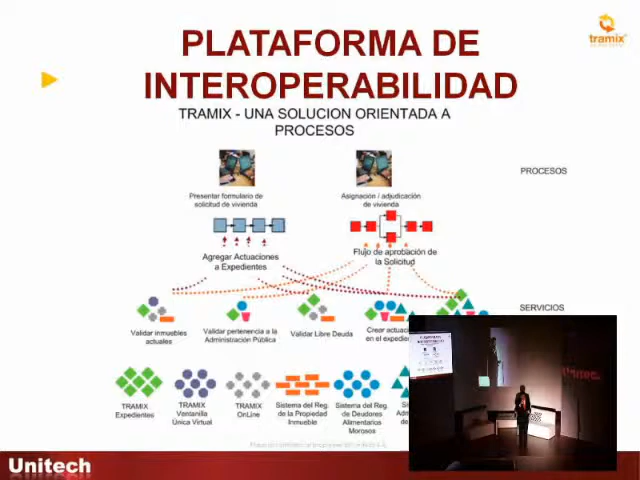 tramix
PLATAFORMA DE
INTEROPERABILIDAD
TRAMIX - UNA SOLUCION ORIENTADA A
PROCESOS
PROCESOS
Presentar formulario de
solicitud de vivienda
Asignación / adjudicación
de vivienda
Agregar Actuaciones
a Expedientes
Flujo de aprobación de
la Solicitud
SERVICIOS
Validar inmuebles
actuales
Validar pertenencia a la
Administración Pública
Validar Libre Deuda
Crear actua
en el expedie
TRAMIX
Expedientes
TRAMIX
Ventanilla
Única Virtual
TRAMIX
OnLine
Sistema del Reg.
de la Propiedad
Inmueble
Sistema del Reg.
de Deudores
Alimentarios
Morosos
Unitech